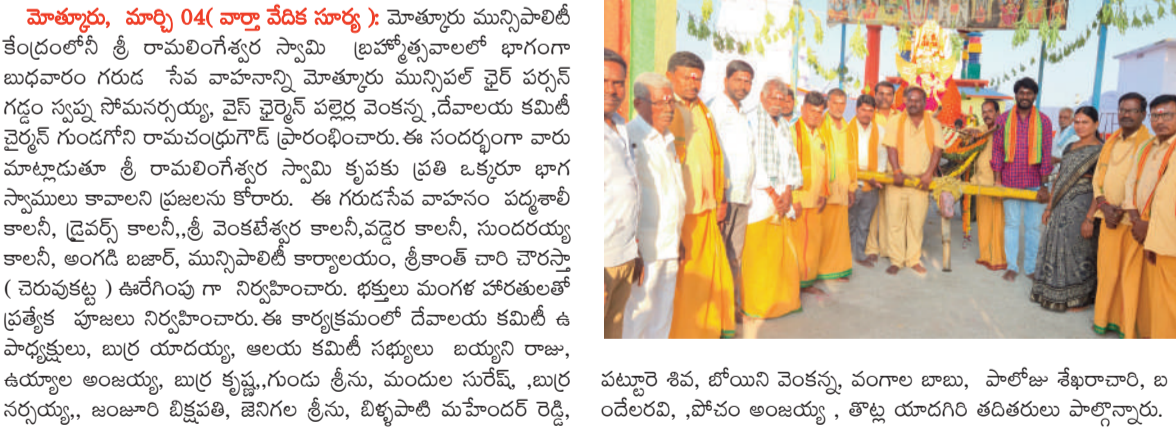 మోత్కూరు, మార్చి 04( వార్తా వేదిక సూర్య ): మోత్కూరు మున్సిపాలిటీ
కేంద్రంలోని శ్రీ రామలింగేశ్వర స్వామి బ్రహ్మోత్సవాలలో భాగంగా
బుధవారం గరుడ సేవ వాహనాన్ని మోత్కూరు మున్సిపల్ ఛైర్ పర్సన్
గడ్డం స్వప్న సోమనర్సయ్య, వైస్ ఛైర్మెన్ పల్లెర్ల వెంకన్న ,దేవాలయ కమిటీ
చైర్మన్ గుండగోని రామచంద్రుగౌడ్ ప్రారంభించారు.ఈ సందర్భంగా వారు
మాట్లాడుతూ శ్రీ రామలింగేశ్వర స్వామి కృపకు ప్రతి ఒక్కరూ భాగ
స్వాములు కావాలని ప్రజలను కోరారు. ఈ గరుడసేవ వాహనం పద్మశాలీ
కాలనీ, డ్రైవర్స్ కాలనీ,,శ్రీ వెంకటేశ్వర కాలనీ,వడ్డెర కాలనీ, సుందరయ్య
కాలనీ, అంగడి బజార్, మున్సిపాలిటీ కార్యాలయం, శ్రీకాంత్ చారి చౌరస్తా
( చెరువుకట్ట ) ఊరేగింపు గా నిర్వహించారు. భక్తులు మంగళ హారతులతో
ప్రత్యేక పూజలు నిర్వహించారు.ఈ కార్యక్రమంలో దేవాలయ కమిటీ ఉ
పాధ్యక్షులు, బుర్ర యాదయ్య, ఆలయ కమిటీ సభ్యులు బయ్యని రాజు,
ఉయ్యాల అంజయ్య, బుర్ర కృష్ణ,,గుండు శ్రీను, మందుల సురేష్, ,బుర్ర
నర్సయ్య,, జంజూరి బిక్షపతి, జెనిగల శ్రీను, బిళ్ళపాటి మహేందర్ రెడ్డి,
పట్టూరె శివ, బోయిని వెంకన్న, వంగాల బాబు, పాలోజు శేఖరాచారి, బ
ందేలరవి, ,పోచం అంజయ్య , తొట్ల యాదగిరి తదితరులు పాల్గొన్నారు.